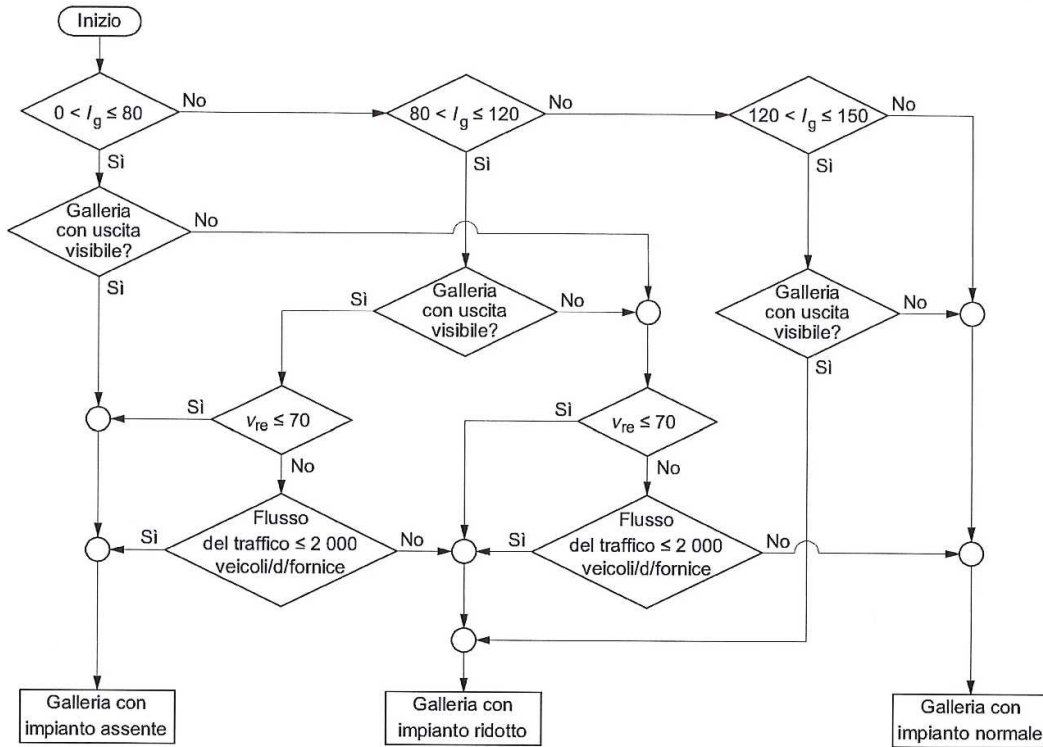 Inizio
0 < lg ≤ 80
No
80 < lg ≤ 120
No
120 < lg ≤ 150
No
Sì
Sì
Sì
Galleria
con uscita
visibile?
No
Sì
Sì
Galleria
con uscita
visibile?
No
Galleria
con uscita
visibile?
No
Sì
Sì
vre ≤ 70
No
Sì
vre ≤ 70
No
Sì
Flusso
del traffico ≤ 2 000
veicoli/d/fornice
No
Sì
Flusso
del traffico ≤ 2 000
veicoli/d/fornice
No
Galleria con
impianto assente
Galleria con
impianto ridotto
Galleria con
impianto normale